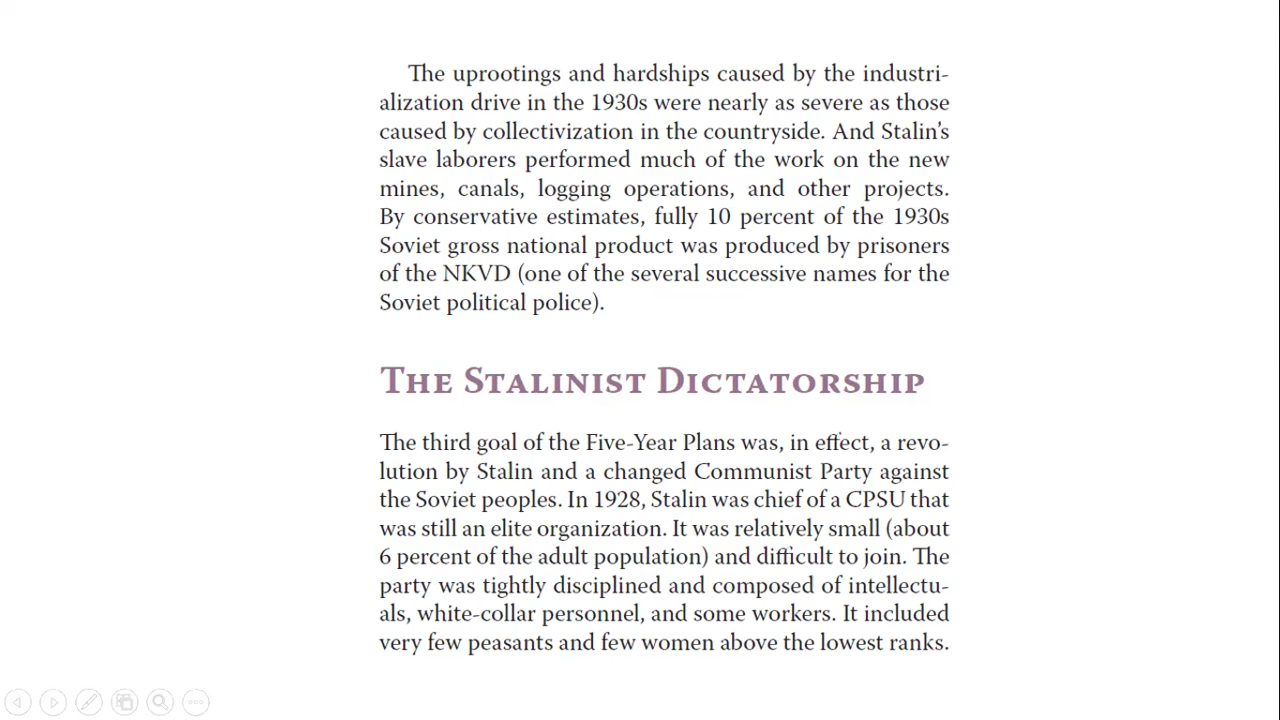 The uprootings and hardships caused by the industri-
alization drive in the 1930s were nearly as severe as those
caused by collectivization in the countryside. And Stalin’s
slave laborers performed much of the work on the new
mines, canals, logging operations, and other projects.
By conservative estimates, fully 10 percent of the 1930s
Soviet gross national product was produced by prisoners
of the NKVD (one of the several successive names for the
Soviet political police).
The Stalinist Dictatorship
The third goal of the Five-Year Plans was, in effect, a revo-
lution by Stalin and a changed Communist Party against
the Soviet peoples. In 1928, Stalin was chief of a CPSU that
was still an elite organization. It was relatively small (about
6 percent of the adult population) and difficult to join. The
party was tightly disciplined and composed of intellectu-
als, white-collar personnel, and some workers. It included
very few peasants and few women above the lowest ranks.